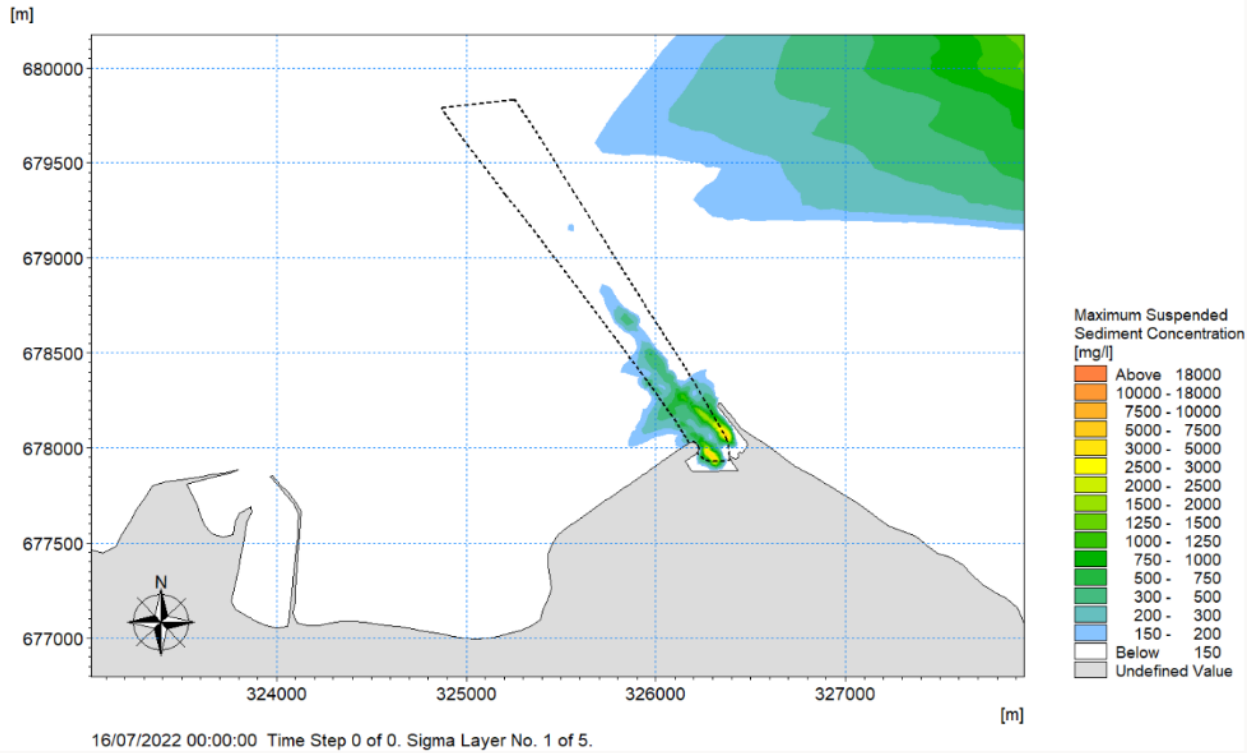 [m]
680000
679500
679000
678500
678000
677500
677000
324000 325000 326000 327000
[m]
N
Maximum Suspended
Sediment Concentration
[mg/l]
Above 18000
10000 - 18000
7500 - 10000
5000 - 7500
3000 - 5000
2500 - 3000
2000 - 2500
1500 - 2000
1250 - 1500
1000 - 1250
750 - 1000
500 - 750
300 - 500
200 - 300
150 - 200
Below 150
Undefined Value
16/07/2022 00:00:00 Time Step 0 of 0. Sigma Layer No. 1 of 5.